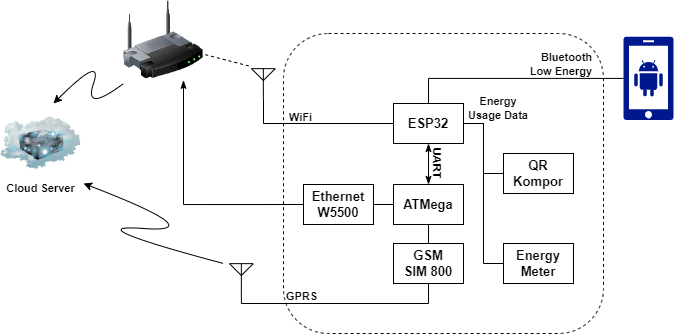 Bluetooth
Low Energy
Energy
Usage Data
WiFi
ESP32
UART
QR
Kompor
Cloud Server
Ethernet
W5500
ATMega
GSM
SIM 800
Energy
Meter
GPRS